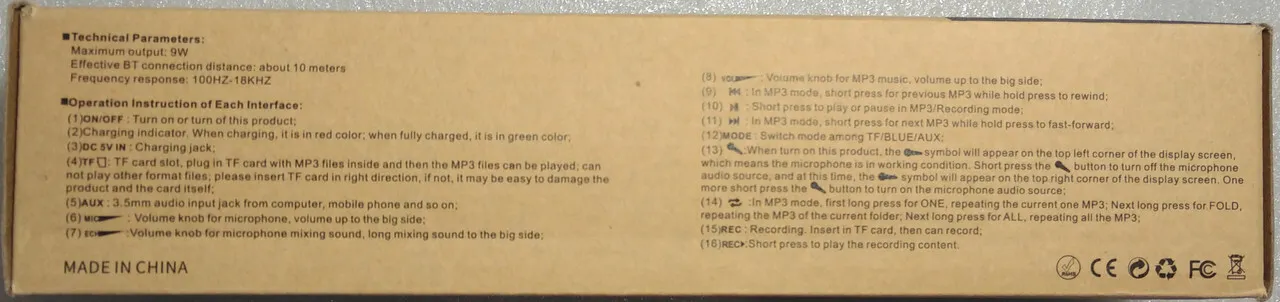 ■Technical Parameters:
Maximum output: 9W
Effective BT connection distance: about 10 meters
Frequency response: 100HZ-18KHZ
■Operation Instruction of Each Interface:
(1)ON/OFF : Turn on or turn of this product;
(2)Charging indicator. When charging, it is in red color; when fully charged, it is in green color;
(3)DC 5V IN : Charging jack;
(4)TF : TF card slot, plug in TF card with MP3 files inside and then the MP3 files can be played; can
not play other format files; please insert TF card in right direction, if not, it may be easy to damage the
product and the card itself;
(5)AUX : 3.5mm audio input jack from computer, mobile phone and so on;
(6) MIC : Volume knob for microphone, volume up to the big side;
(7) ECH :Volume knob for microphone mixing sound, long mixing sound to the big side;
MADE IN CHINA
(8) VOL : Volume knob for MP3 music, volume up to the big side;
(9) ⏮ : In MP3 mode, short press for previous MP3 while hold press to rewind;
(10) ⏯ : Short press to play or pause in MP3/Recording mode;
(11) ⏭ : In MP3 mode, short press for next MP3 while hold press to fast-forward;
(12)MODE : Switch mode among TF/BLUE/AUX;
(13) :When turn on this product, the symbol will appear on the top left corner of the display screen,
which means the microphone is in working condition. Short press the button to turn off the microphone
audio source, and at this time, the symbol will appear on the top right corner of the display screen. One
more short press the button to turn on the microphone audio source;
(14) :In MP3 mode, first long press for ONE, repeating the current one MP3; Next long press for FOLD,
repeating the MP3 of the current folder; Next long press for ALL, repeating all the MP3;
(15)REC : Recording. Insert in TF card, then can record;
(16)REC▶:Short press to play the recording content.
RoHS CE FC